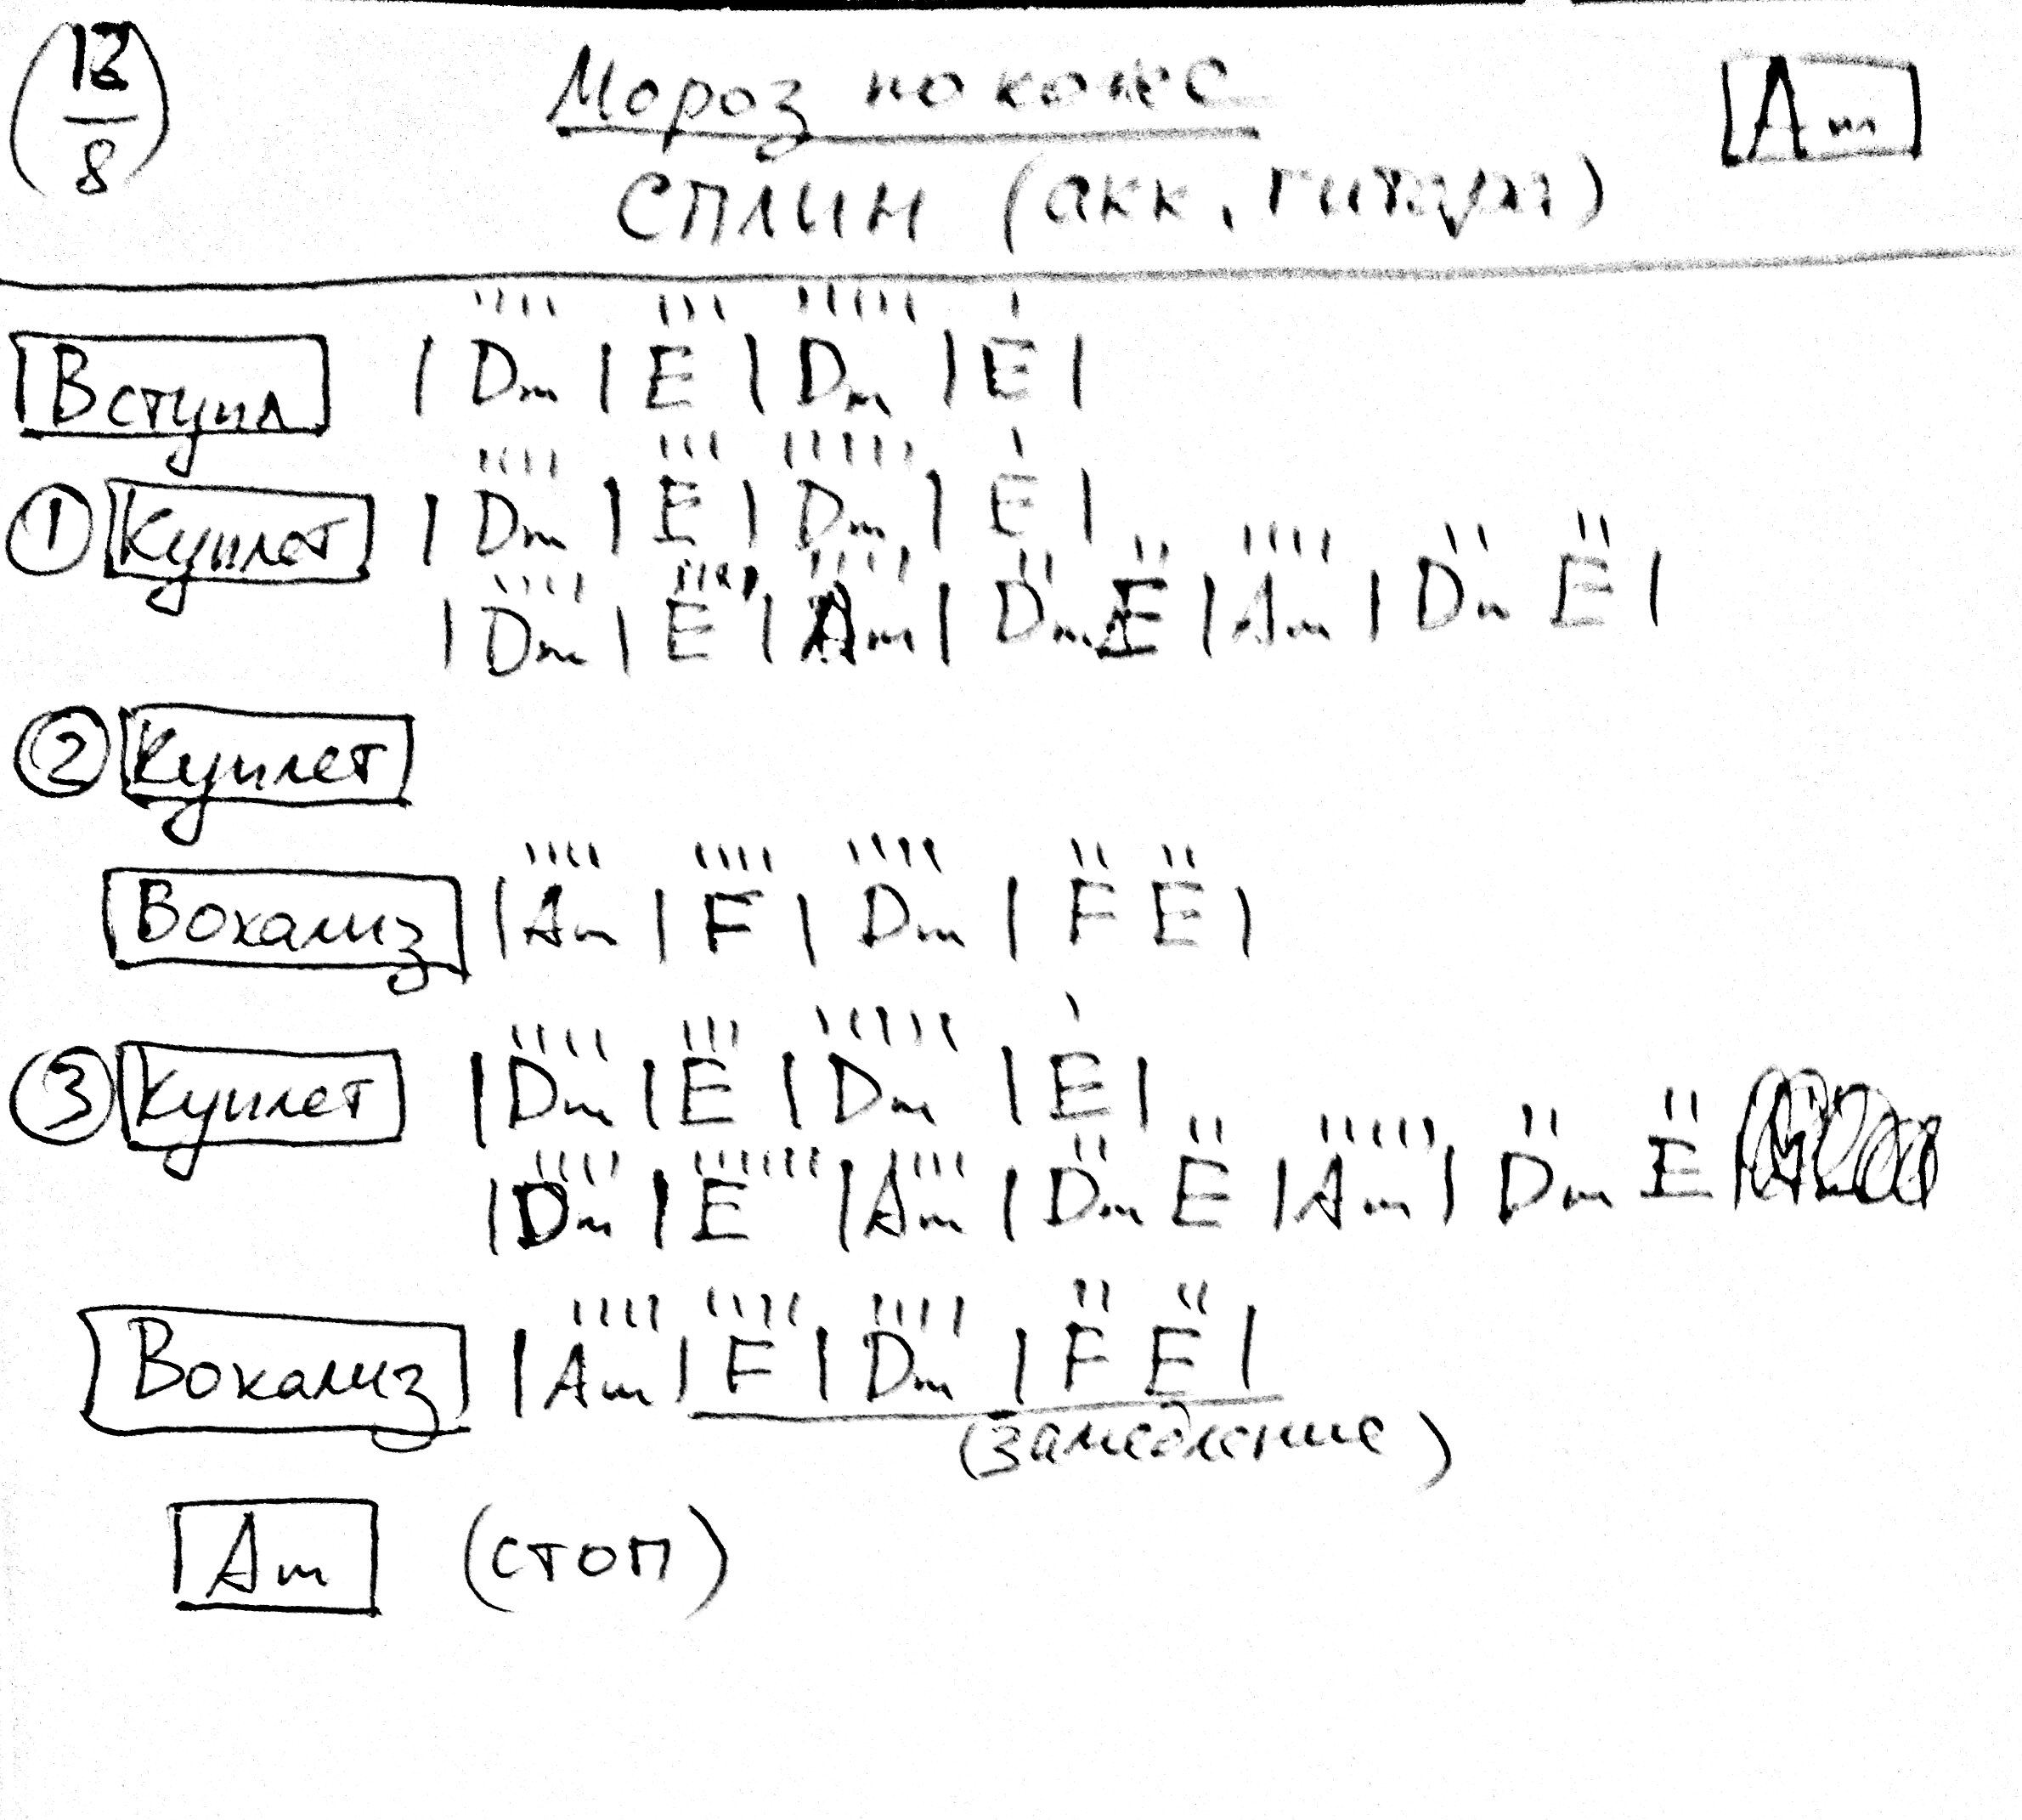 (12/8) Мороз по коже Am
СПЛИН (акк. гитара)
Вступл | Dm | E | Dm | E |
① Куплет | Dm | E | Dm | E |
| Dm | E | Am | Dm E | Am | Dm E |
② Куплет
Вокализ | Am | F | Dm | F E |
③ Куплет | Dm | E | Dm | E |
| Dm | E | Am | Dm E | Am | Dm E |
Вокализ | Am | F | Dm | F E |
(замедление)
Am (стоп)